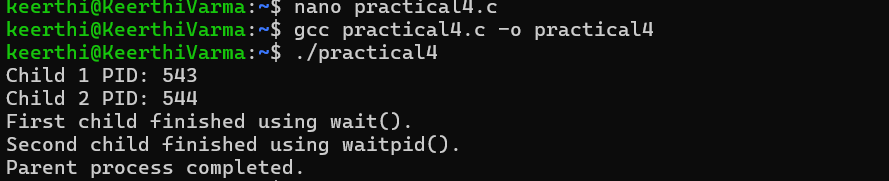 keerthi@KeerthiVarma:~$ nano practical4.c
keerthi@KeerthiVarma:~$ gcc practical4.c -o practical4
keerthi@KeerthiVarma:~$ ./practical4
Child 1 PID: 543
Child 2 PID: 544
First child finished using wait().
Second child finished using waitpid().
Parent process completed.